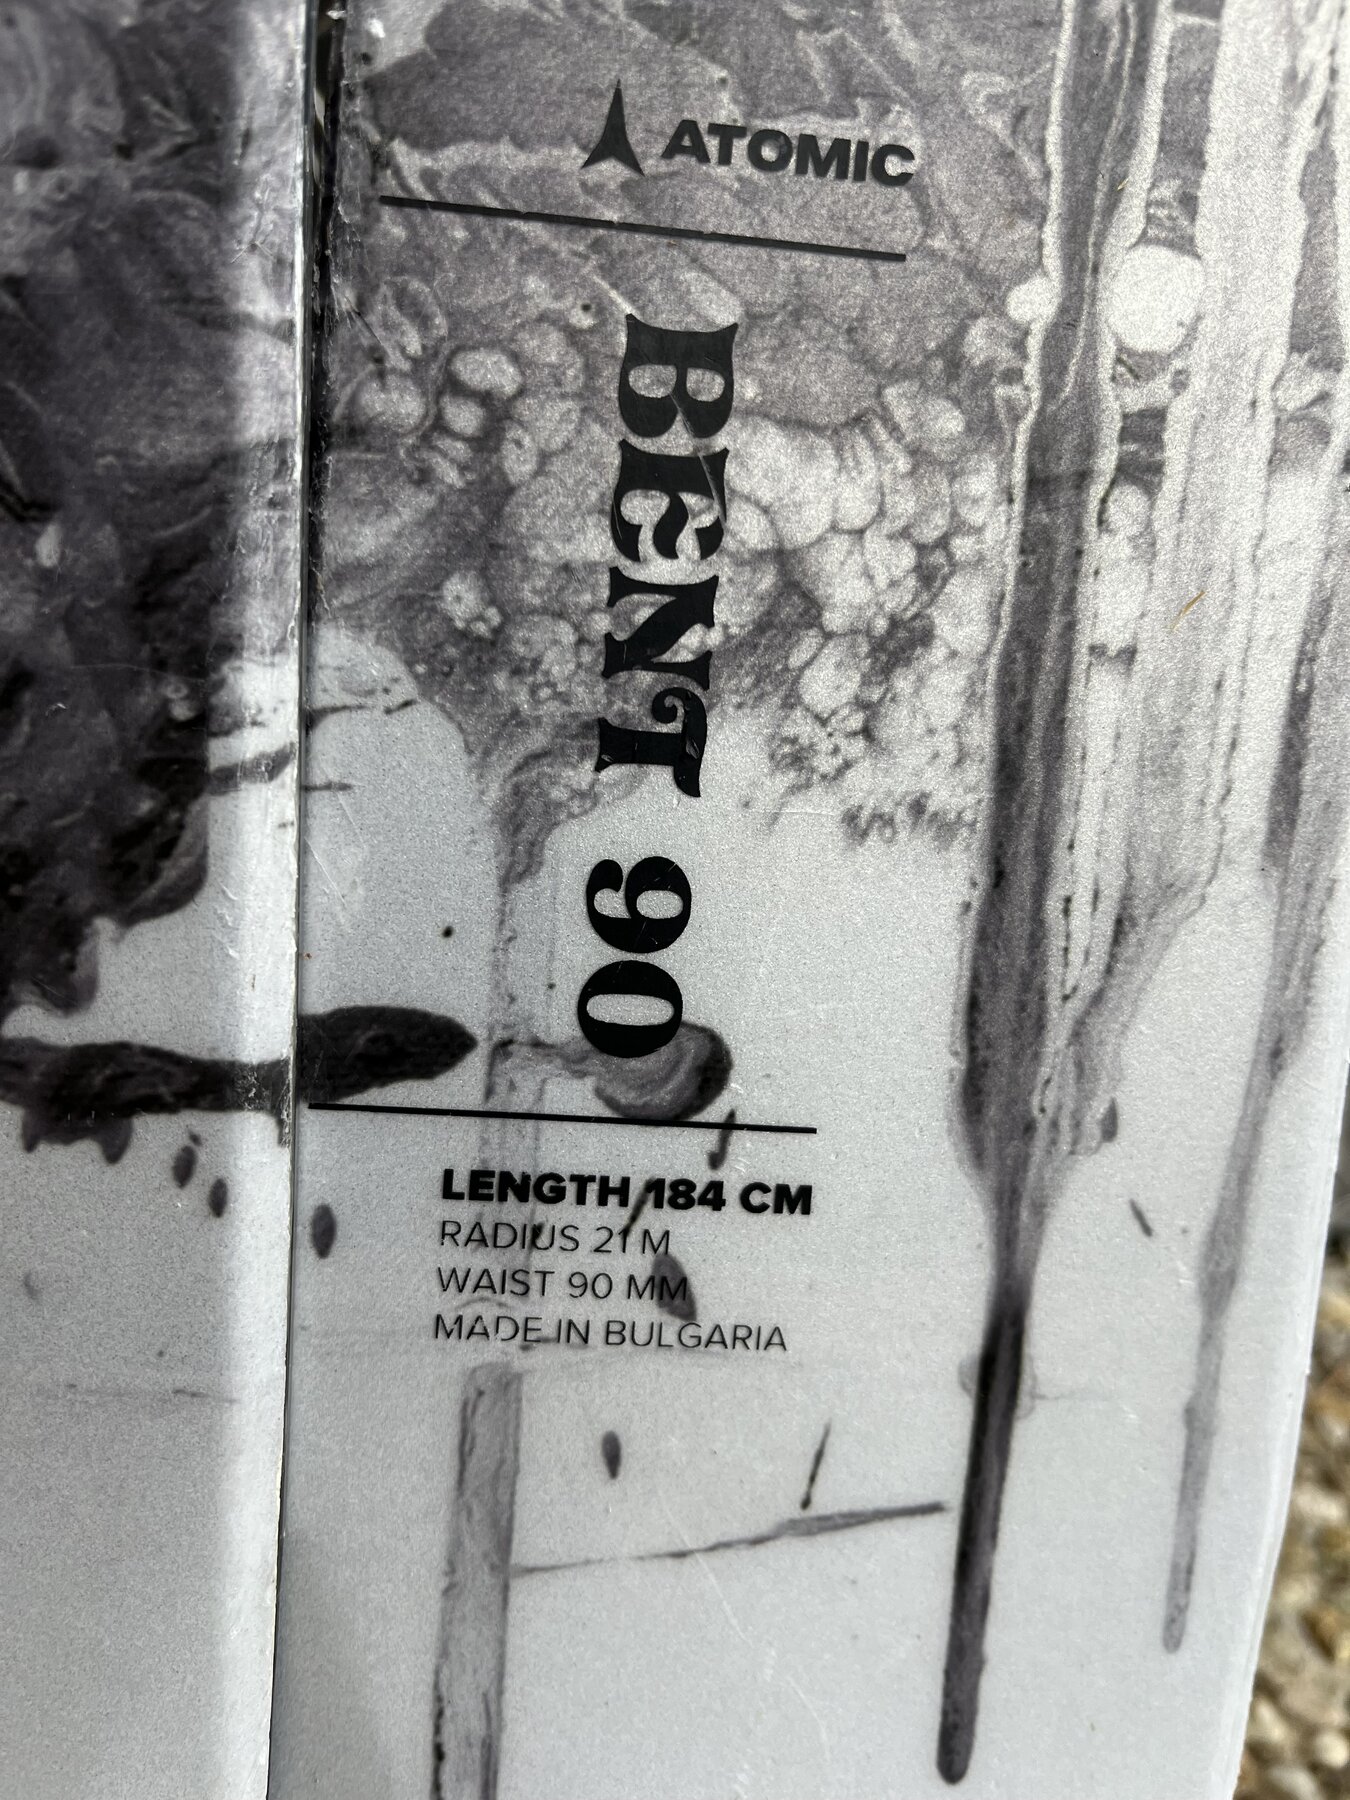 ATOMIC
BENT 90
LENGTH 184 CM
RADIUS 21 M
WAIST 90 MM
MADE IN BULGARIA